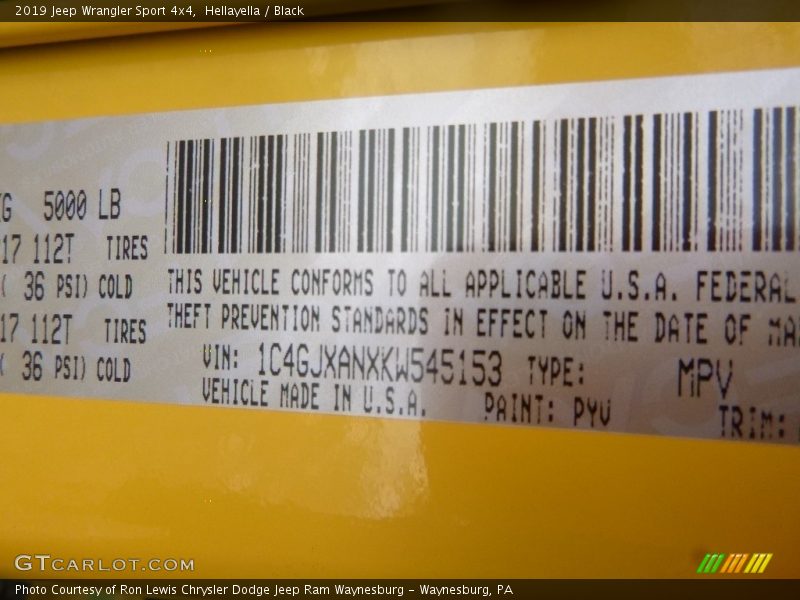 2019 Jeep Wrangler Sport 4x4, Hellayella / Black
5000 LB
17 112T TIRES
( 36 PSI) COLD
17 112T TIRES
( 36 PSI) COLD
THIS VEHICLE CONFORMS TO ALL APPLICABLE U.S.A. FEDERAL
THEFT PREVENTION STANDARDS IN EFFECT ON THE DATE OF
VIN: 1C4GJXANXKW545153 TYPE: MPV
VEHICLE MADE IN U.S.A. PAINT: PYV TRIM:
GTCARLOT.COM
Photo Courtesy of Ron Lewis Chrysler Dodge Jeep Ram Waynesburg - Waynesburg, PA